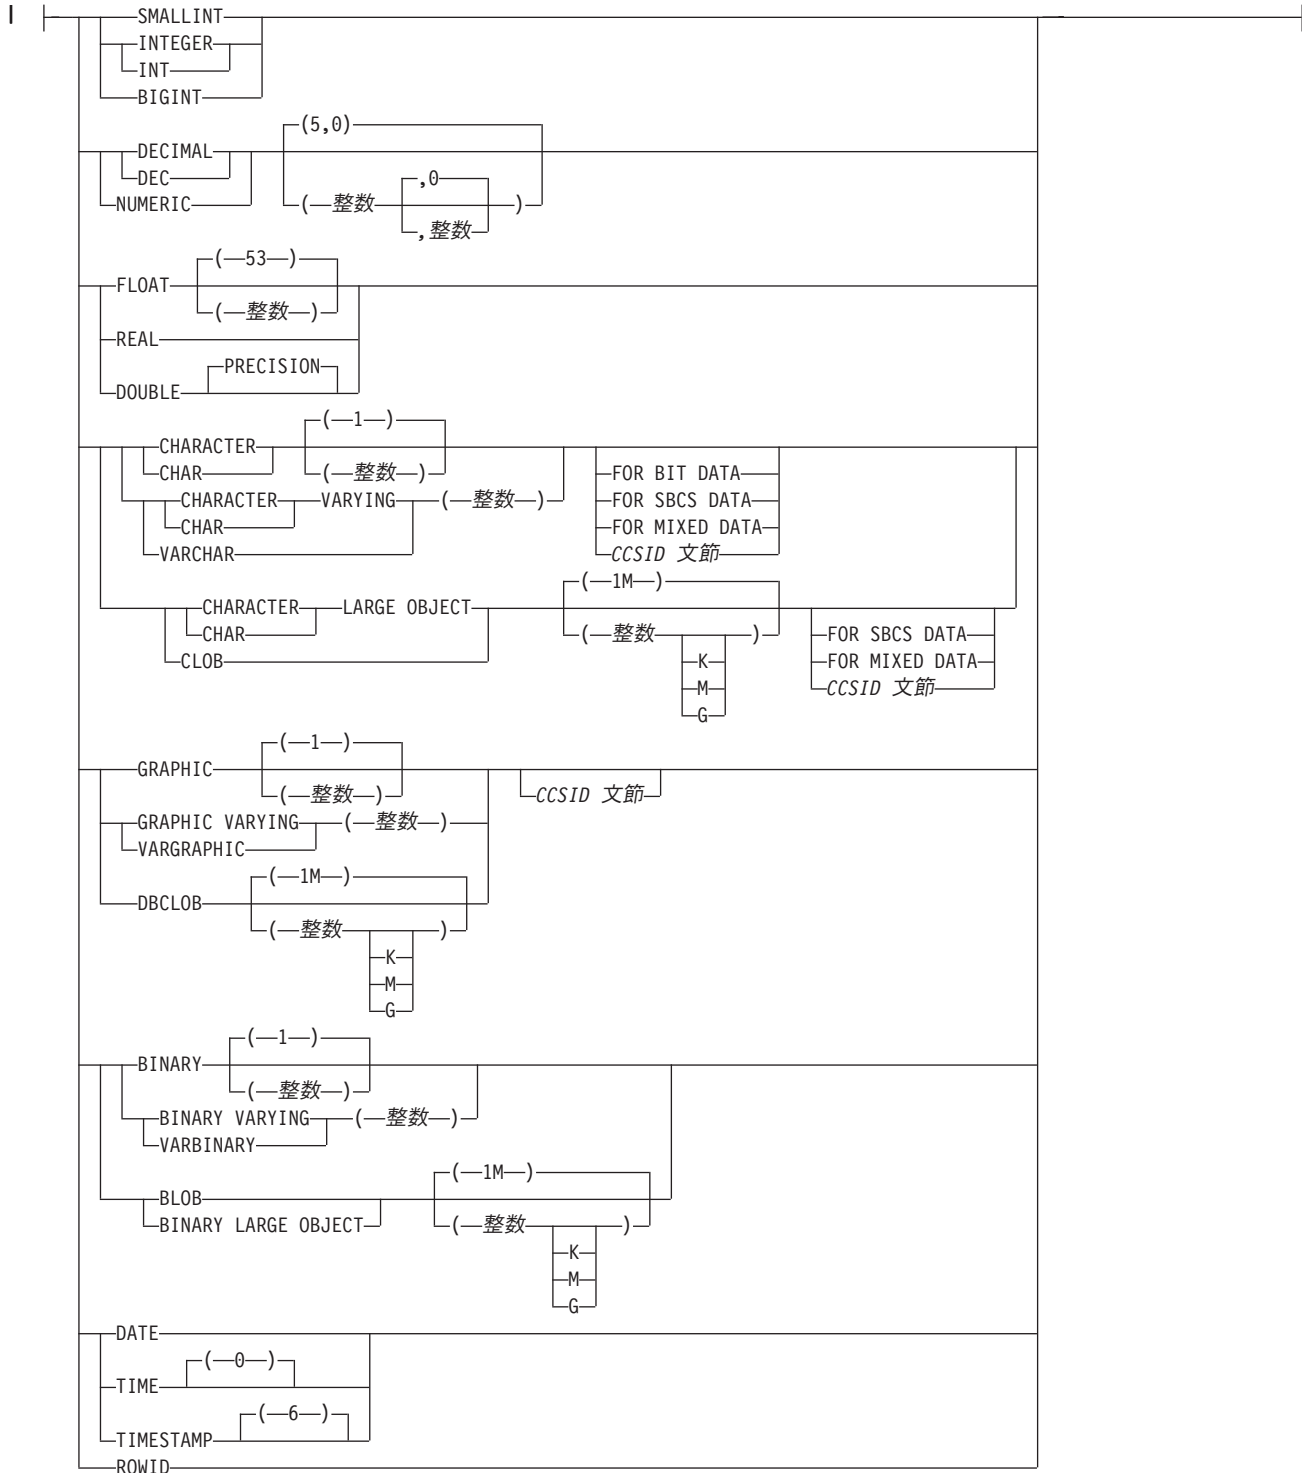 SMALLINT
INTEGER
INT
BIGINT
(5,0)
DECIMAL
DEC
,0
NUMERIC
( 整数 )
,整数
( 53 )
FLOAT
( 整数 )
REAL
PRECISION
DOUBLE
( 1 )
CHARACTER
CHAR
( 整数 )
FOR BIT DATA
CHARACTER VARYING ( 整数 )
FOR SBCS DATA
CHAR
FOR MIXED DATA
VARCHAR
CCSID 文節
( 1M )
CHARACTER LARGE OBJECT
CHAR
( 整数 )
FOR SBCS DATA
CLOB
K
FOR MIXED DATA
M
CCSID 文節
G
( 1 )
GRAPHIC
( 整数 )
CCSID 文節
GRAPHIC VARYING ( 整数 )
VARGRAPHIC
( 1M )
DBCLOB
( 整数 )
K
M
G
( 1 )
BINARY
( 整数 )
BINARY VARYING ( 整数 )
VARBINARY
( 1M )
BLOB
BINARY LARGE OBJECT
( 整数 )
K
M
G
DATE
( 0 )
TIME
( 6 )
TIMESTAMP
ROWID